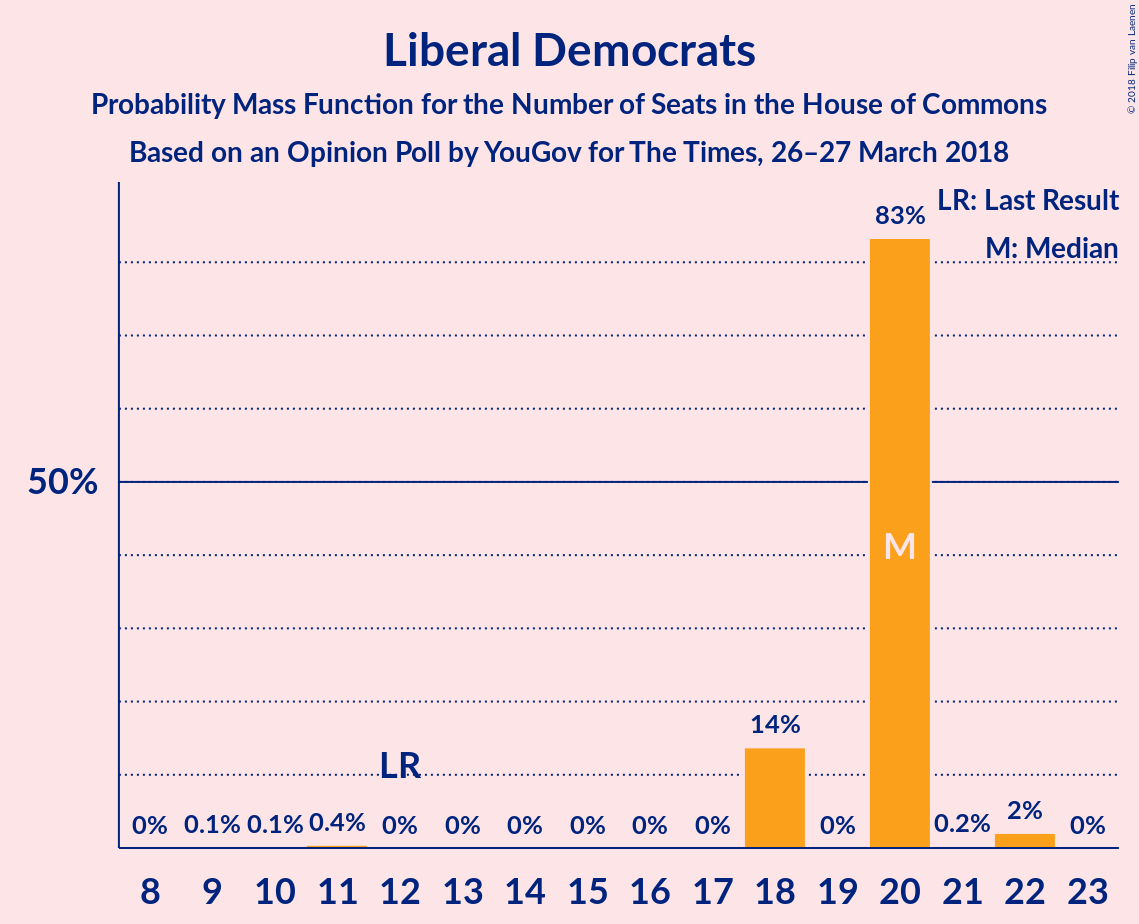 Liberal Democrats
Probability Mass Function for the Number of Seats in the House of Commons
Based on an Opinion Poll by YouGov for The Times, 26–27 March 2018
© 2018 Filip van Laenen
LR: Last Result
M: Median
50%
0% 0.1% 0.1% 0.4% 0% 0% 0% 0% 0% 0% 14% 0% 83% 0.2% 2% 0%
LR
M
8 9 10 11 12 13 14 15 16 17 18 19 20 21 22 23